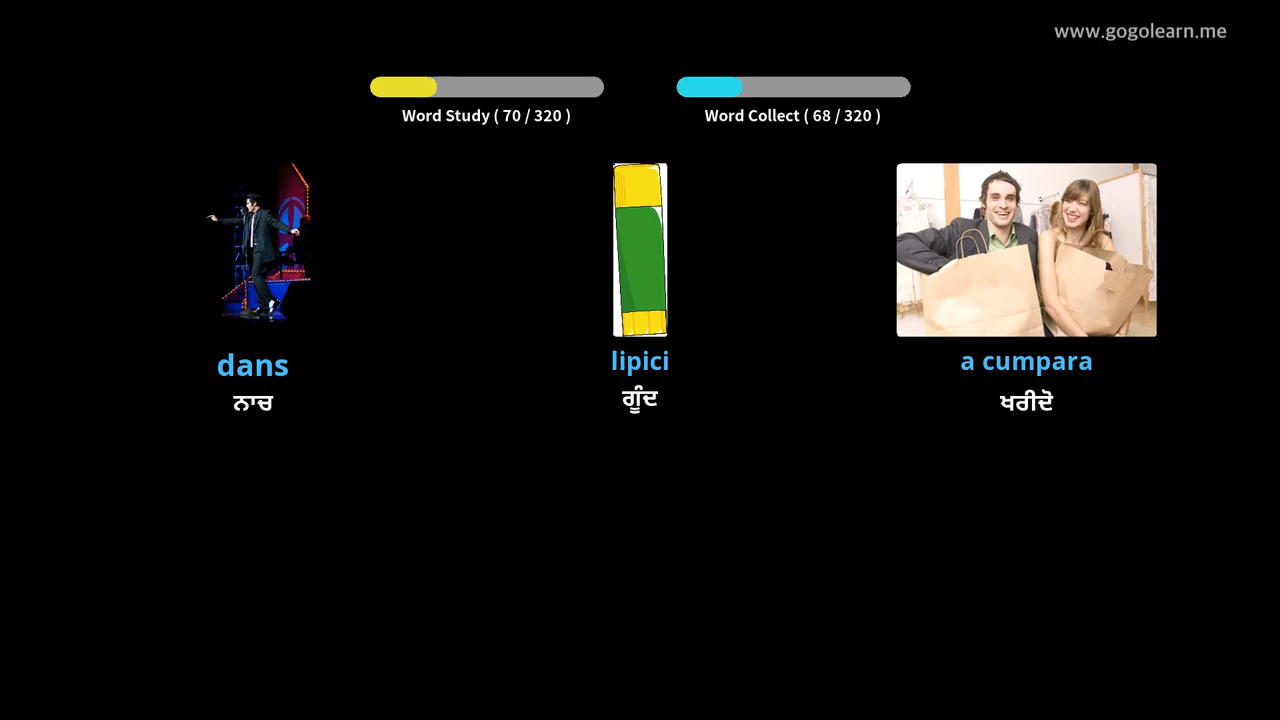 www.gogolearn.me
Word Study ( 70 / 320 )
Word Collect ( 68 / 320 )
dans
lipici
a cumpara
ਨਾਚ
ਗੂੰਦ
ਖਰੀਦੋ